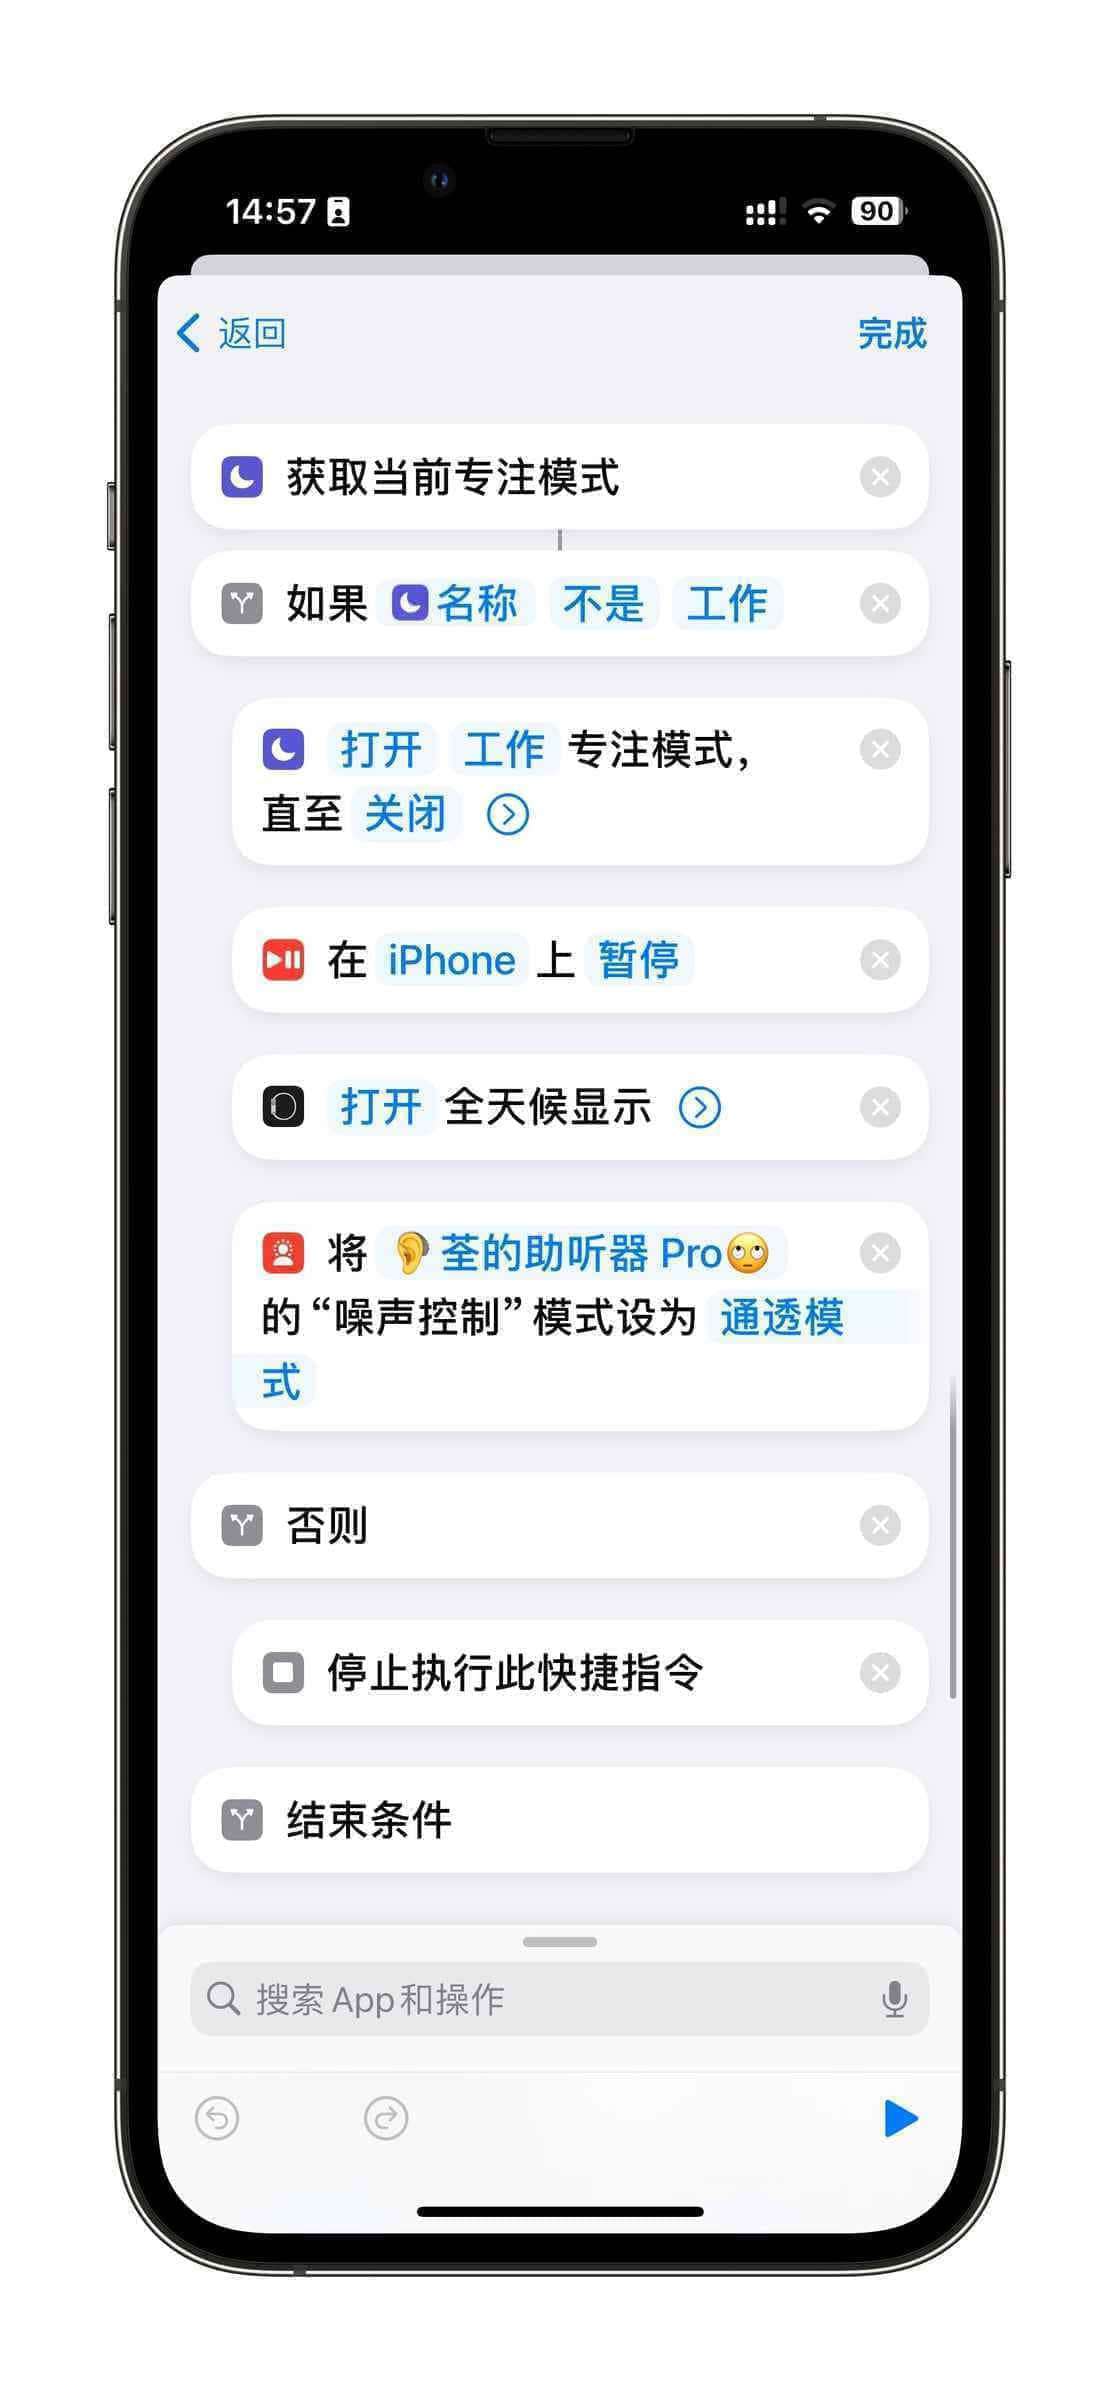 14:57
90
返回
完成
获取当前专注模式
如果 名称 不是 工作
打开 工作 专注模式，
直至 关闭
在 iPhone 上 暂停
打开 全天候显示
将 👂荃的助听器 Pro🙄
的“噪声控制”模式设为 通透模
式
否则
停止执行此快捷指令
结束条件
搜索 App 和操作